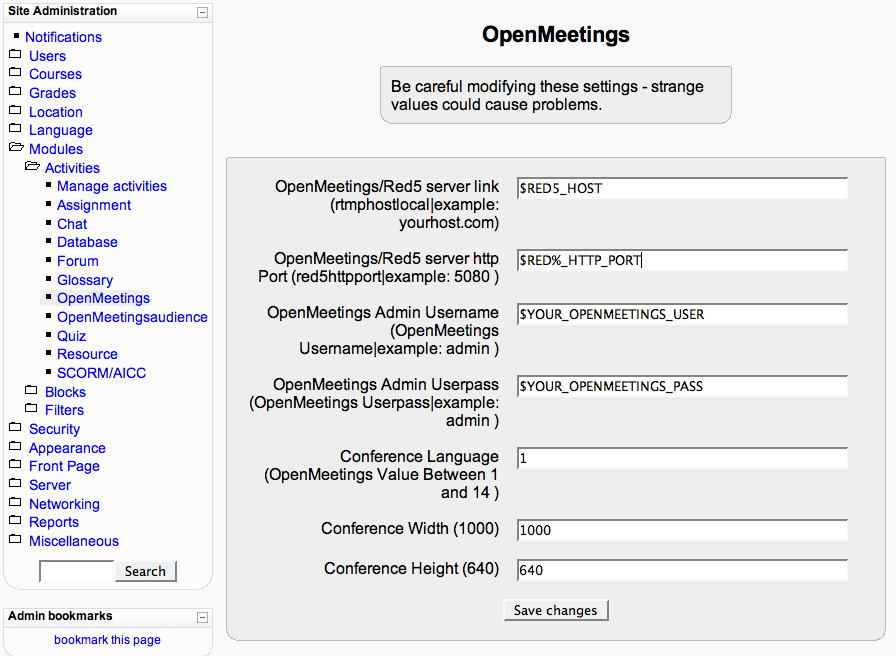 Site Administration
Notifications
Users
Courses
Grades
Location
Language
Modules
Activities
Manage activities
Assignment
Chat
Database
Forum
Glossary
OpenMeetings
OpenMeetingsaudience
Quiz
Resource
SCORM/AICC
Blocks
Filters
Security
Appearance
Front Page
Server
Networking
Reports
Miscellaneous
Search
Admin bookmarks
bookmark this page
OpenMeetings
Be careful modifying these settings - strange
values could cause problems.
OpenMeetings/Red5 server link
(rtmphostlocal|example:
yourhost.com)
$RED5_HOST
OpenMeetings/Red5 server http
Port (red5httpport|example: 5080 )
$RED%_HTTP_PORT
OpenMeetings Admin Username
(OpenMeetings
Username|example: admin )
$YOUR_OPENMEETINGS_USER
OpenMeetings Admin Userpass
(OpenMeetings Userpass|example:
admin )
$YOUR_OPENMEETINGS_PASS
Conference Language
(OpenMeetings Value Between 1
and 14 )
1
Conference Width (1000)
1000
Conference Height (640)
640
Save changes